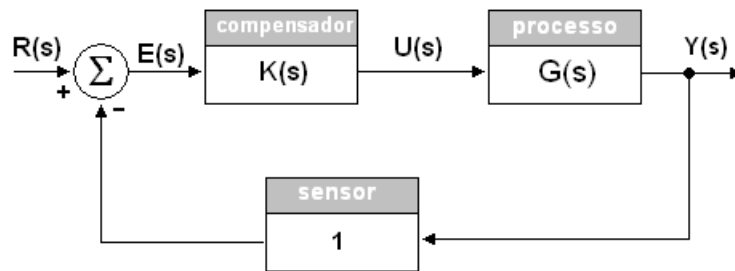 compensador
processo
R(s)
E(s)
U(s)
Y(s)
Σ
K(s)
G(s)
+
−
sensor
1